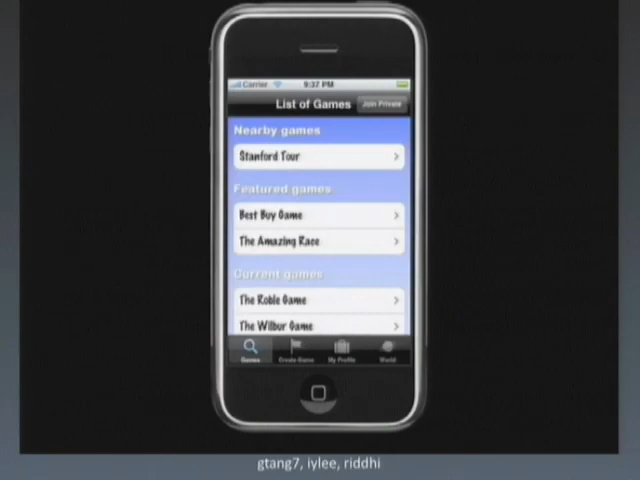 Carrier 9:37 PM
List of Games Join Private
Nearby games
Stanford Tour
Featured games
Best Buy Game
The Amazing Race
Current games
The Roble Game
The Wilbur Game
Games Create Game My Profile World
gtang7, iylee, riddhi